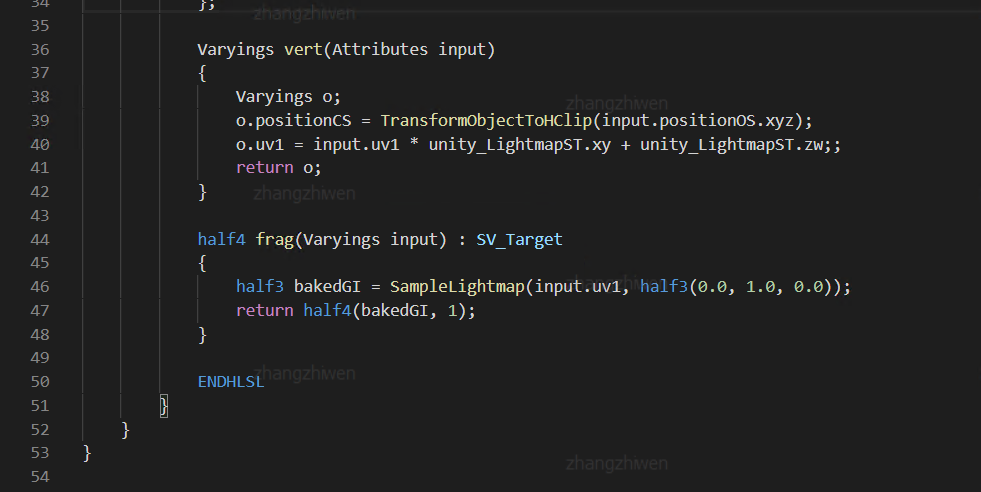 34 };
zhangzhiwen
35
36 Varyings vert(Attributes input)
37 {
38 Varyings o;
zhangzhiwen
39 o.positionCS = TransformObjectToHClip(input.positionOS.xyz);
40 o.uv1 = input.uv1 * unity_LightmapST.xy + unity_LightmapST.zw;;
41 return o;
42 }
zhangzhiwen
43
44 half4 frag(Varyings input) : SV_Target
45 {
46 half3 bakedGI = SampleLightmap(input.uv1, half3(0.0, 1.0, 0.0));
zhangzhiwen
47 return half4(bakedGI, 1);
48 }
49
50 ENDHLSL
zhangzhiwen
51 }
52 }
53 }
zhangzhiwen
54